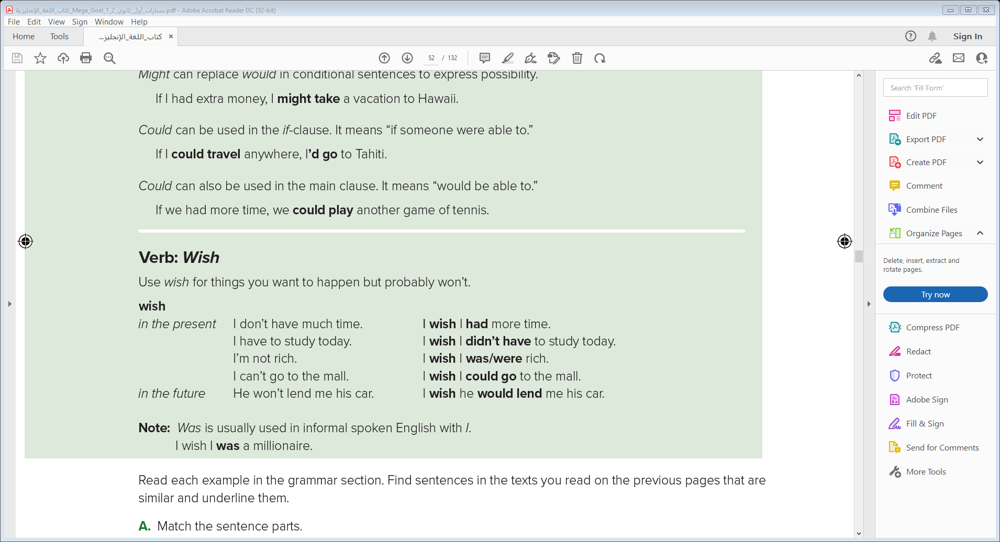 كتاب_اللغة_الإنجليزية_Mega_Goal_1_2_مسارات_أول_ثانوي.pdf - Adobe Acrobat Reader DC (32-bit)
File Edit View Sign Window Help
Home Tools كتاب_اللغة_الإنجليز... × Sign In
52 / 132
Might can replace would in conditional sentences to express possibility.
If I had extra money, I might take a vacation to Hawaii.
Could can be used in the if-clause. It means “if someone were able to.”
If I could travel anywhere, I’d go to Tahiti.
Could can also be used in the main clause. It means “would be able to.”
If we had more time, we could play another game of tennis.
Verb: Wish
Use wish for things you want to happen but probably won’t.
wish
in the present I don’t have much time. I wish I had more time.
I have to study today. I wish I didn’t have to study today.
I’m not rich. I wish I was/were rich.
I can’t go to the mall. I wish I could go to the mall.
in the future He won’t lend me his car. I wish he would lend me his car.
Note: Was is usually used in informal spoken English with I.
I wish I was a millionaire.
Read each example in the grammar section. Find sentences in the texts you read on the previous pages that are
similar and underline them.
A. Match the sentence parts.
Search 'Fill Form'
Edit PDF
Export PDF
Create PDF
Comment
Combine Files
Organize Pages
Delete, insert, extract and
rotate pages.
Try now
Compress PDF
Redact
Protect
Adobe Sign
Fill & Sign
Send for Comments
More Tools